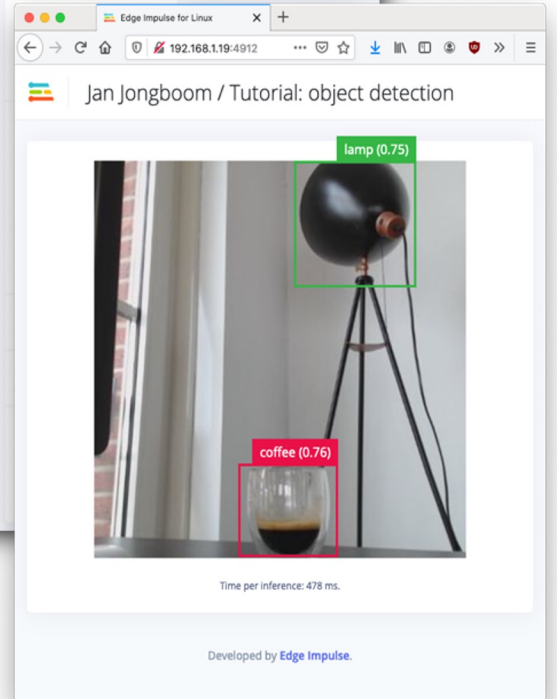 Edge Impulse for Linux
192.168.1.19:4912
Jan Jongboom / Tutorial: object detection
lamp (0.75)
coffee (0.76)
Time per inference: 478 ms.
Developed by Edge Impulse.